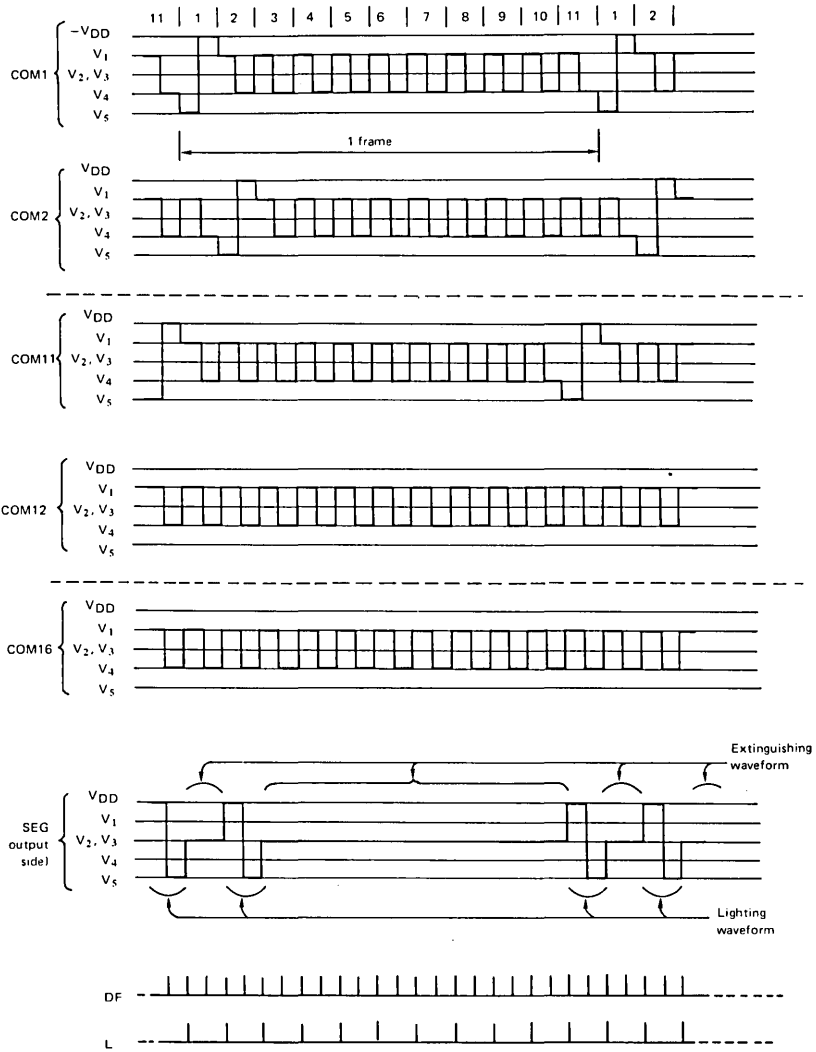 11 1 2 3 4 5 6 7 8 9 10 11 1 2
-VDD
V1
COM1 V2, V3
V4
V5
1 frame
VDD
V1
COM2 V2, V3
V4
V5
VDD
V1
COM11 V2, V3
V4
V5
VDD
V1
COM12 V2, V3
V4
V5
VDD
V1
COM16 V2, V3
V4
V5
Extinguishing
waveform
VDD
V1
SEG
output
side)
V2, V3
V4
V5
Lighting
waveform
DF
L